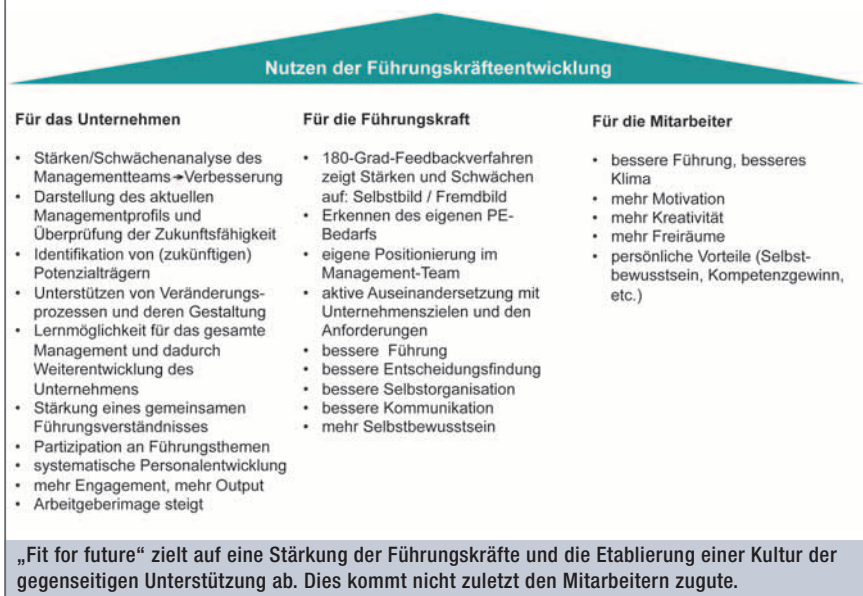 Nutzen der Führungskräfteentwicklung
Für das Unternehmen
• Stärken/Schwächenanalyse des
Managementteams→Verbesserung
• Darstellung des aktuellen
Managementprofils und
Überprüfung der Zukunftsfähigkeit
• Identifikation von (zukünftigen)
Potenzialträgern
• Unterstützen von Veränderungs-
prozessen und deren Gestaltung
• Lernmöglichkeit für das gesamte
Management und dadurch
Weiterentwicklung des
Unternehmens
• Stärkung eines gemeinsamen
Führungsverständnisses
• Partizipation an Führungsthemen
• systematische Personalentwicklung
• mehr Engagement, mehr Output
• Arbeitgeberimage steigt
Für die Führungskraft
• 180-Grad-Feedbackverfahren
zeigt Stärken und Schwächen
auf: Selbstbild / Fremdbild
• Erkennen des eigenen PE-
Bedarfs
• eigene Positionierung im
Management-Team
• aktive Auseinandersetzung mit
Unternehmenszielen und den
Anforderungen
• bessere Führung
• bessere Entscheidungsfindung
• bessere Selbstorganisation
• bessere Kommunikation
• mehr Selbstbewusstsein
Für die Mitarbeiter
• bessere Führung, besseres
Klima
• mehr Motivation
• mehr Kreativität
• mehr Freiräume
• persönliche Vorteile (Selbst-
bewusstsein, Kompetenzgewinn,
etc.)
„Fit for future“ zielt auf eine Stärkung der Führungskräfte und die Etablierung einer Kultur der
gegenseitigen Unterstützung ab. Dies kommt nicht zuletzt den Mitarbeitern zugute.